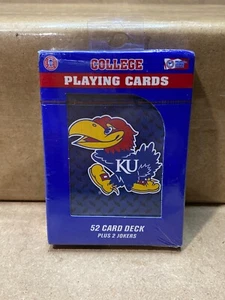 COLLEGE
PLAYING CARDS
KU
52 CARD DECK
PLUS 2 JOKERS